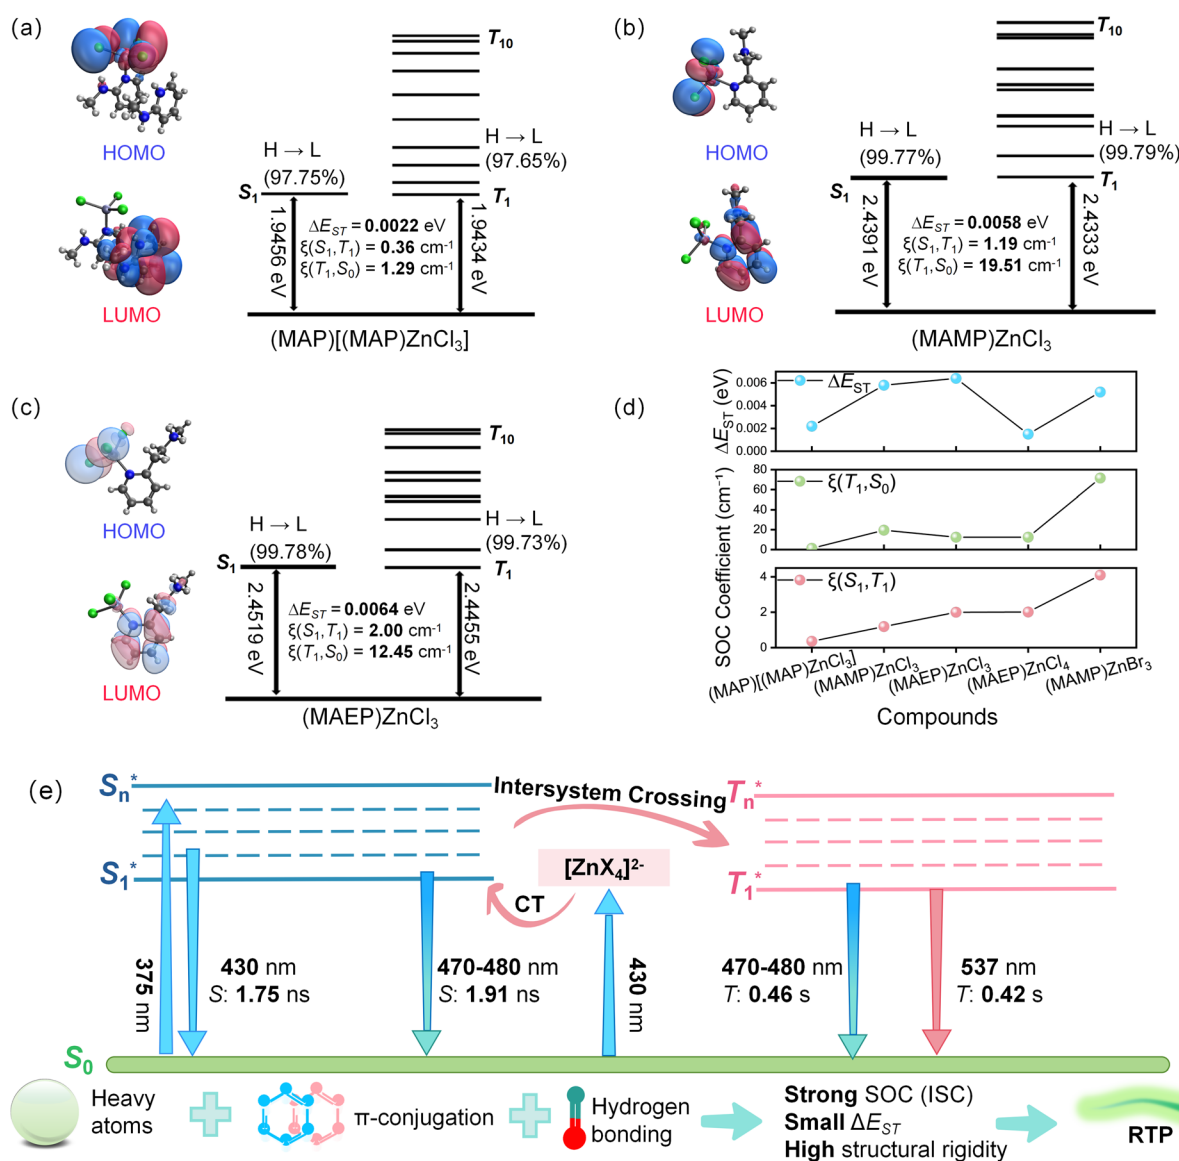 (a)
HOMO
LUMO
H → L
(97.75%)
S₁
1.9456 eV
T₁₀
H → L
(97.65%)
T₁
1.9434 eV
ΔE_ST = 0.0022 eV
ξ(S₁,T₁) = 0.36 cm⁻¹
ξ(T₁,S₀) = 1.29 cm⁻¹
(MAP)[(MAP)ZnCl₃]
(b)
HOMO
LUMO
H → L
(99.77%)
S₁
2.4391 eV
T₁₀
H → L
(99.79%)
T₁
2.4333 eV
ΔE_ST = 0.0058 eV
ξ(S₁,T₁) = 1.19 cm⁻¹
ξ(T₁,S₀) = 19.51 cm⁻¹
(MAMP)ZnCl₃
(c)
HOMO
LUMO
H → L
(99.78%)
S₁
2.4519 eV
T₁₀
H → L
(99.73%)
T₁
2.4455 eV
ΔE_ST = 0.0064 eV
ξ(S₁,T₁) = 2.00 cm⁻¹
ξ(T₁,S₀) = 12.45 cm⁻¹
(MAEP)ZnCl₃
(d)
ΔE_ST (eV)
0.006
0.004
0.002
0.000
ΔE_ST
SOC Coefficient (cm⁻¹)
80
60
40
20
0
ξ(T₁,S₀)
4
2
0
ξ(S₁,T₁)
(MAP)[(MAP)ZnCl₃]
(MAMP)ZnCl₃
(MAEP)ZnCl₃
(MAEP)ZnCl₄
(MAMP)ZnBr₃
Compounds
(e)
Sₙ*
S₁*
Intersystem Crossing
Tₙ*
T₁*
[ZnX₄]²⁻
CT
375 nm
430 nm
S: 1.75 ns
470-480 nm
S: 1.91 ns
430 nm
470-480 nm
T: 0.46 s
537 nm
T: 0.42 s
S₀
Heavy
atoms
π-conjugation
Hydrogen
bonding
Strong SOC (ISC)
Small ΔE_ST
High structural rigidity
RTP